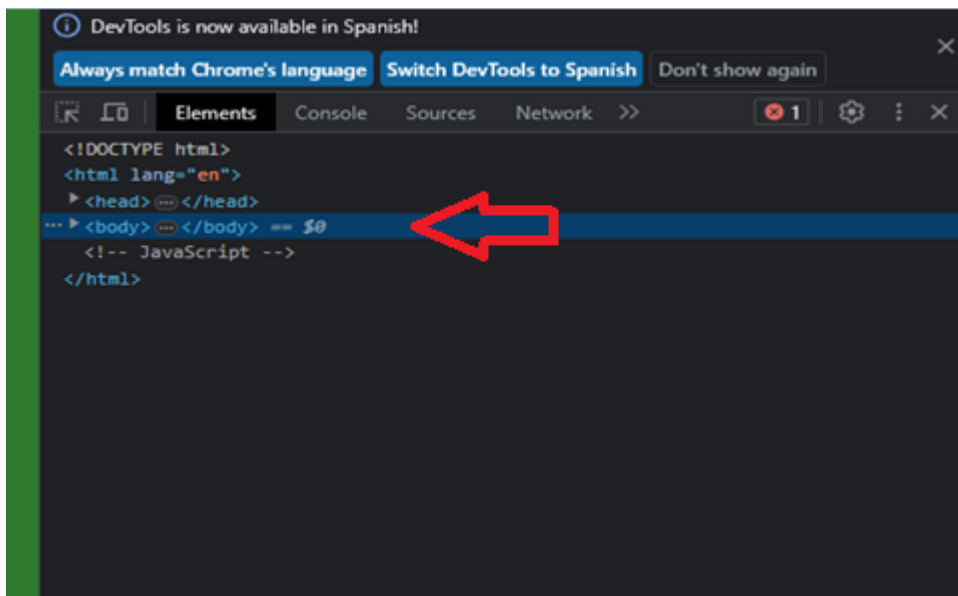 DevTools is now available in Spanish!
Always match Chrome's language Switch DevTools to Spanish Don't show again
Elements Console Sources Network >> 1
<!DOCTYPE html>
<html lang="en">
<head> … </head>
… <body> … </body> == $0
<!-- JavaScript -->
</html>